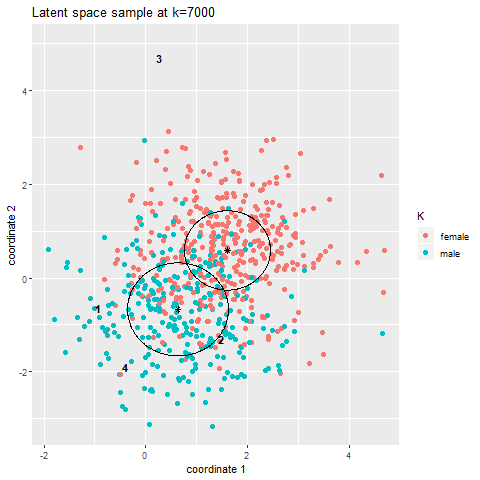 Latent space sample at k=7000
coordinate 2
4
2
0
-2
3
1
2
4
-2
0
2
4
coordinate 1
K
female
male